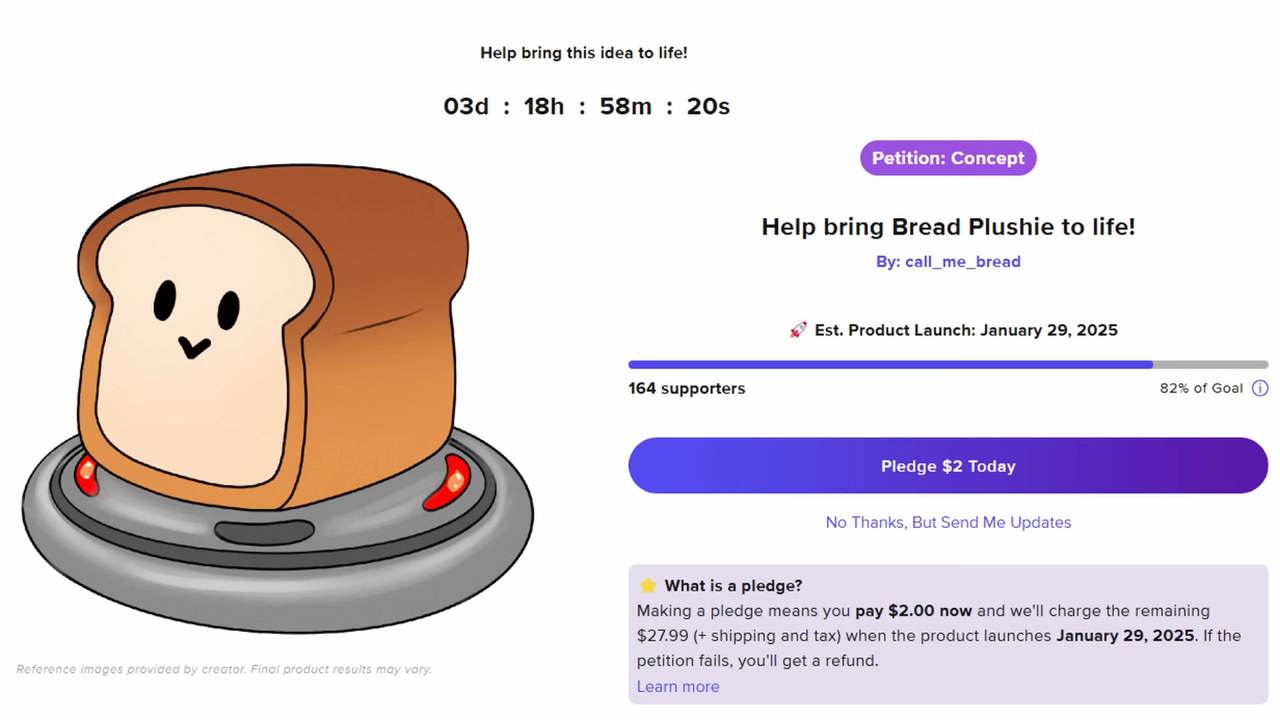 Help bring this idea to life!
03d : 18h : 58m : 20s
Petition: Concept
Help bring Bread Plushie to life!
By: call_me_bread
🚀 Est. Product Launch: January 29, 2025
164 supporters
82% of Goal
Pledge $2 Today
No Thanks, But Send Me Updates
⭐ What is a pledge?
Making a pledge means you pay $2.00 now and we'll charge the remaining
$27.99 (+ shipping and tax) when the product launches January 29, 2025. If the
petition fails, you'll get a refund.
Learn more
Reference images provided by creator. Final product results may vary.